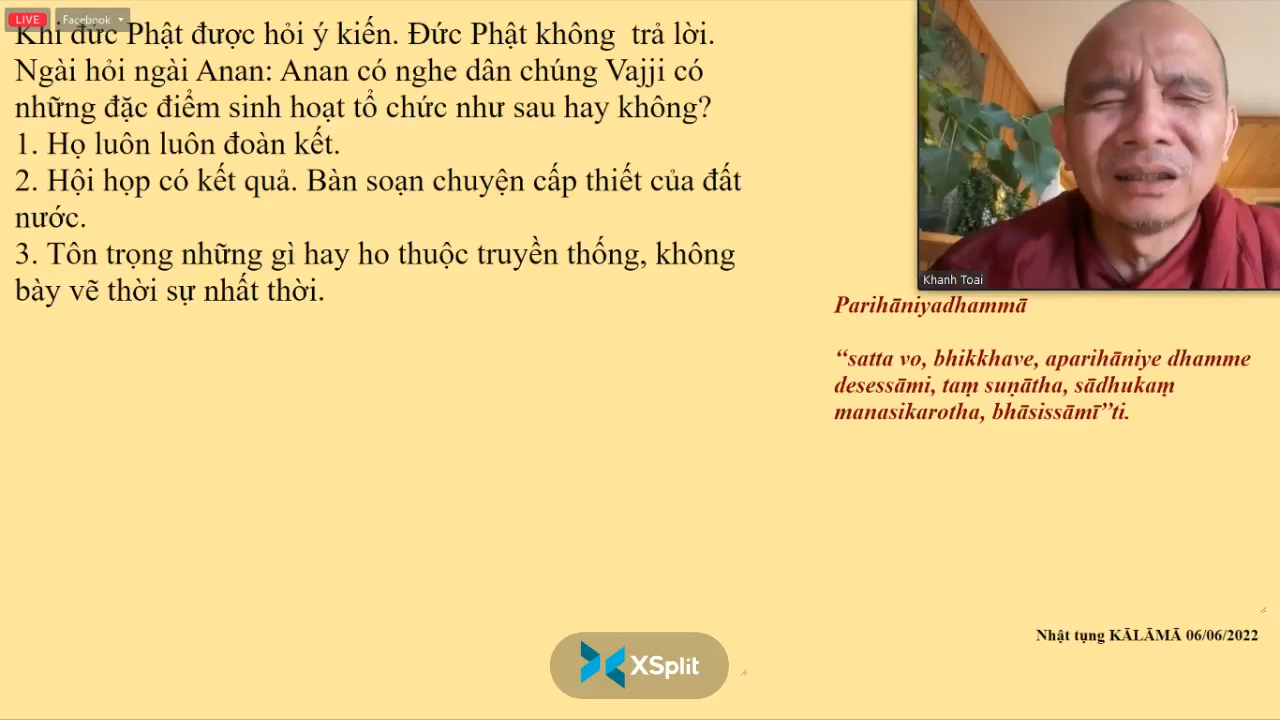 LIVE
Facebook
Khi đức Phật được hỏi ý kiến. Đức Phật không trả lời.
Ngài hỏi ngài Anan: Anan có nghe dân chúng Vajji có
những đặc điểm sinh hoạt tổ chức như sau hay không?
1. Họ luôn luôn đoàn kết.
2. Hội họp có kết quả. Bàn soạn chuyện cấp thiết của đất
nước.
3. Tôn trọng những gì hay ho thuộc truyền thống, không
bày vẽ thời sự nhất thời.
Khanh Toai
Parihāniyadhammā
“satta vo, bhikkhave, aparihāniye dhamme
desessāmi, taṃ suṇātha, sādhukaṃ
manasikarotha, bhāsissāmī”ti.
Nhật tụng KĀLĀMĀ 06/06/2022
XSplit